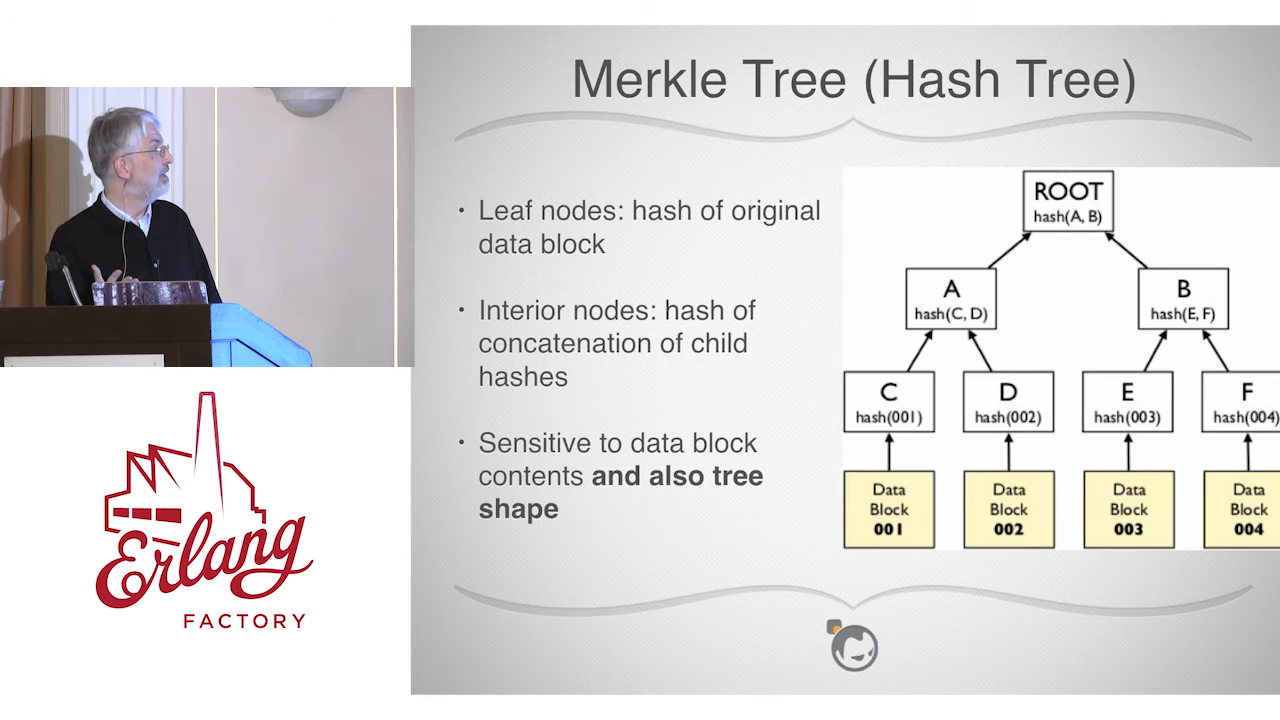 Merkle Tree (Hash Tree)
• Leaf nodes: hash of original
data block
• Interior nodes: hash of
concatenation of child
hashes
• Sensitive to data block
contents and also tree
shape
ROOT
hash(A, B)
A
hash(C, D)
B
hash(E, F)
C
hash(001)
D
hash(002)
E
hash(003)
F
hash(004)
Data
Block
001
Data
Block
002
Data
Block
003
Data
Block
004
Erlang
FACTORY